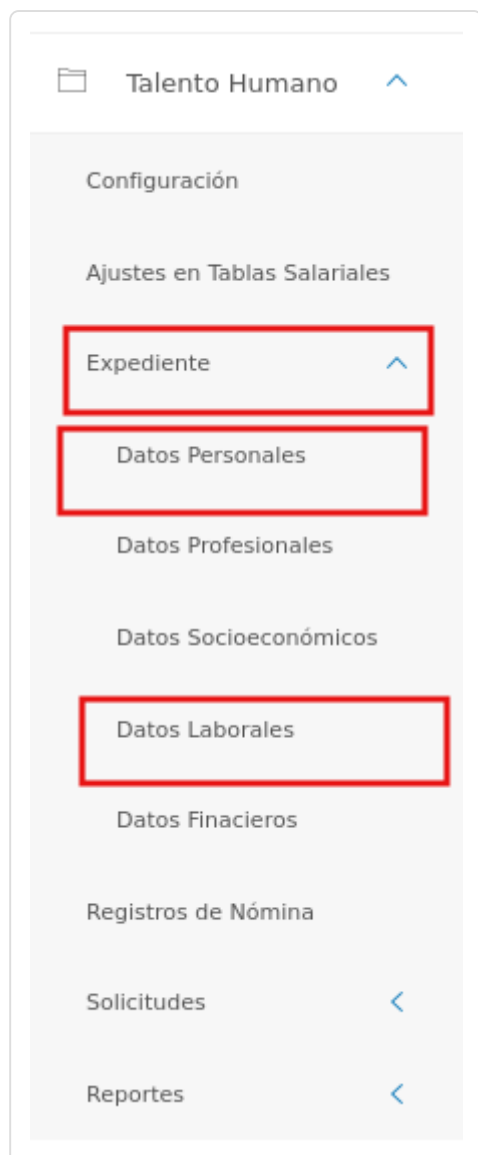 Talento Humano
Configuración
Ajustes en Tablas Salariales
Expediente
Datos Personales
Datos Profesionales
Datos Socioeconómicos
Datos Laborales
Datos Finacieros
Registros de Nómina
Solicitudes
Reportes